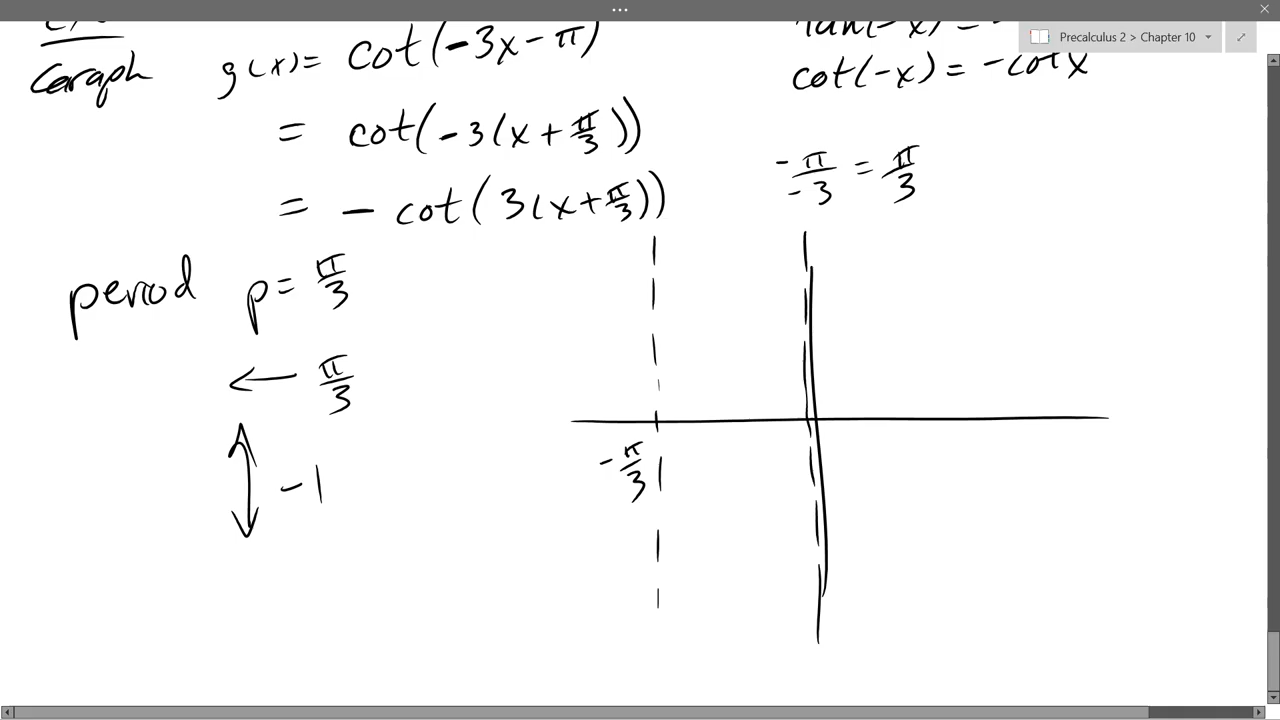 Graph g(x) = cot(-3x - π)
tan(-x) =
cot(-x) = -cot x
Precalculus 2 > Chapter 10
= cot(-3(x + π/3))
= - cot(3(x + π/3))
-π/-3 = π/3
period p = π/3
← π/3
-1
-π/3